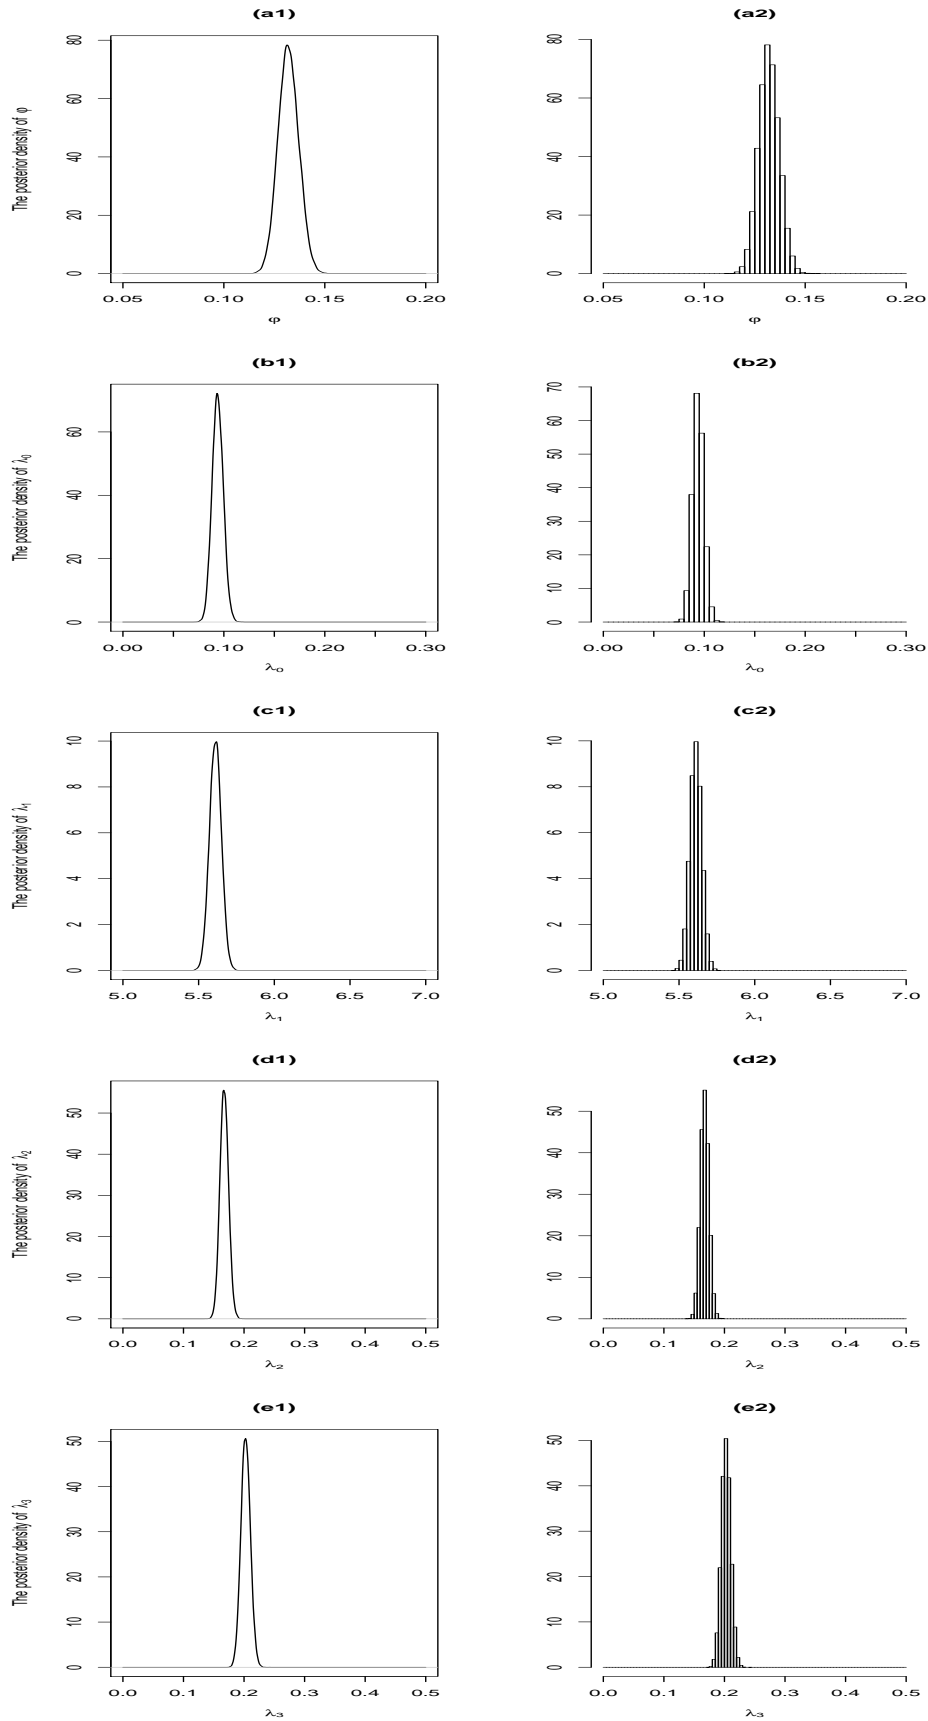 (a1)
The posterior density of φ
80
60
40
20
0
0.05 0.10 0.15 0.20
φ
(a2)
80
60
40
20
0
0.05 0.10 0.15 0.20
φ
(b1)
The posterior density of λ0
60
40
20
0
0.00 0.10 0.20 0.30
λ0
(b2)
70
60
50
40
30
20
10
0
0.00 0.10 0.20 0.30
λ0
(c1)
The posterior density of λ1
10
8
6
4
2
0
5.0 5.5 6.0 6.5 7.0
λ1
(c2)
10
8
6
4
2
0
5.0 5.5 6.0 6.5 7.0
λ1
(d1)
The posterior density of λ2
50
40
30
20
10
0
0.0 0.1 0.2 0.3 0.4 0.5
λ2
(d2)
50
40
30
20
10
0
0.0 0.1 0.2 0.3 0.4 0.5
λ2
(e1)
The posterior density of λ3
50
40
30
20
10
0
0.0 0.1 0.2 0.3 0.4 0.5
λ3
(e2)
50
40
30
20
10
0
0.0 0.1 0.2 0.3 0.4 0.5
λ3